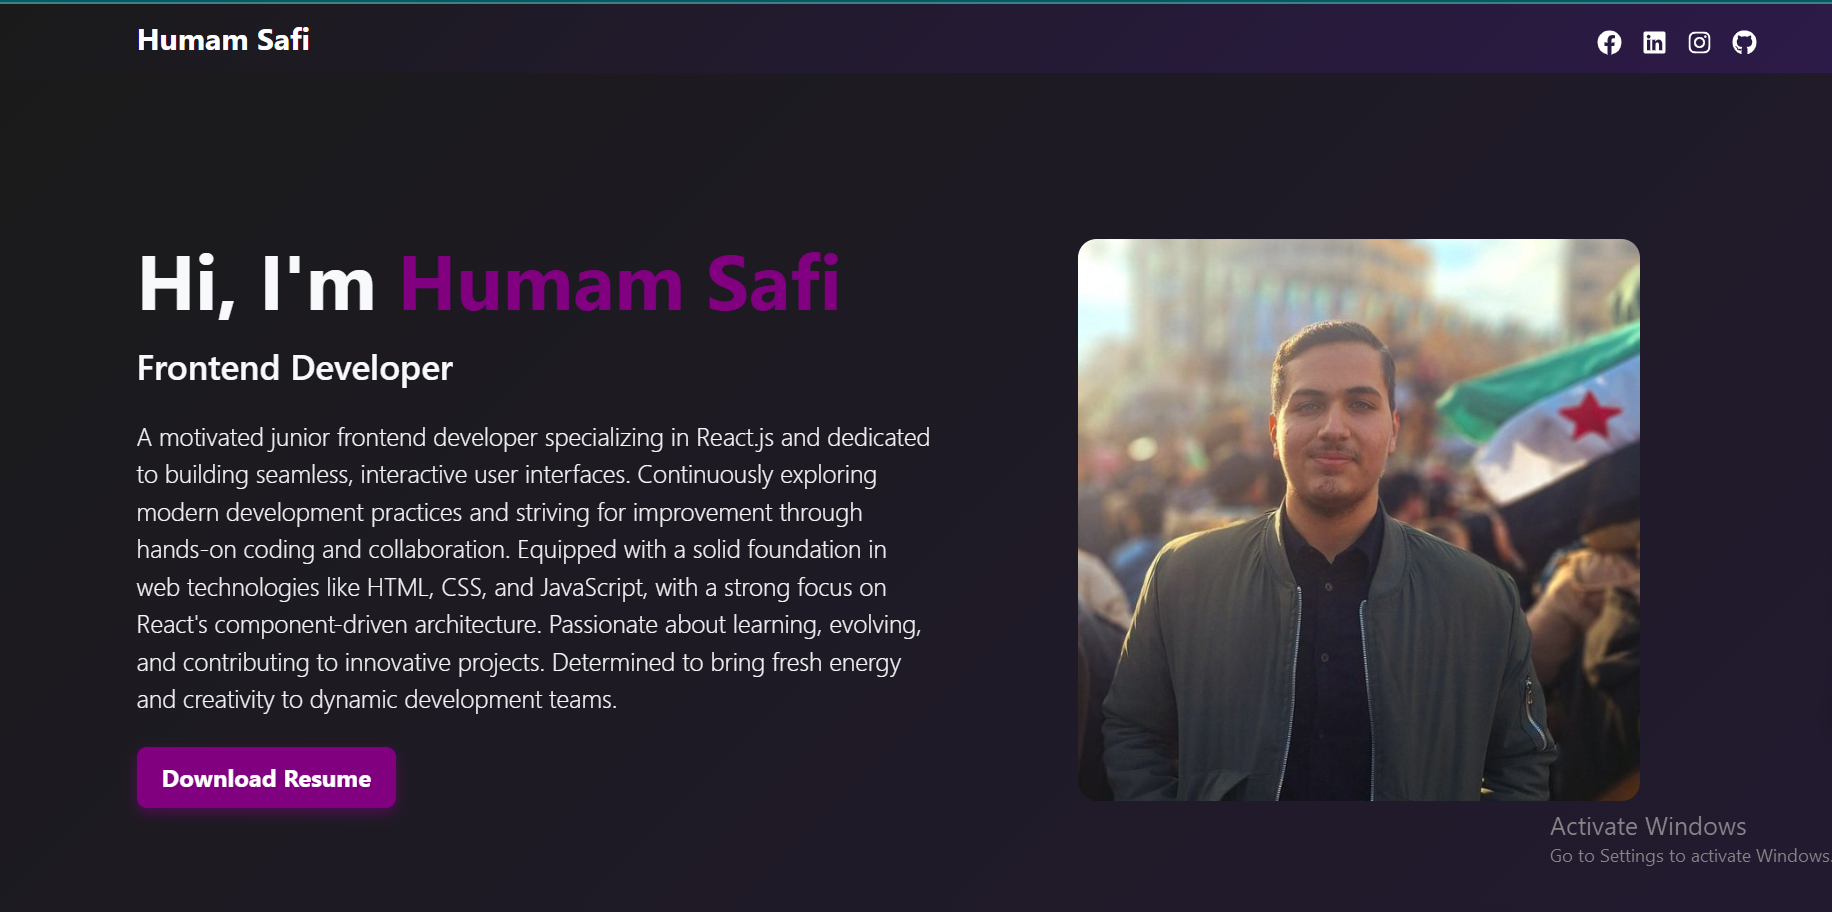 Humam Safi
Hi, I'm Humam Safi
Frontend Developer
A motivated junior frontend developer specializing in React.js and dedicated
to building seamless, interactive user interfaces. Continuously exploring
modern development practices and striving for improvement through
hands-on coding and collaboration. Equipped with a solid foundation in
web technologies like HTML, CSS, and JavaScript, with a strong focus on
React's component-driven architecture. Passionate about learning, evolving,
and contributing to innovative projects. Determined to bring fresh energy
and creativity to dynamic development teams.
Download Resume
Activate Windows
Go to Settings to activate Windows.